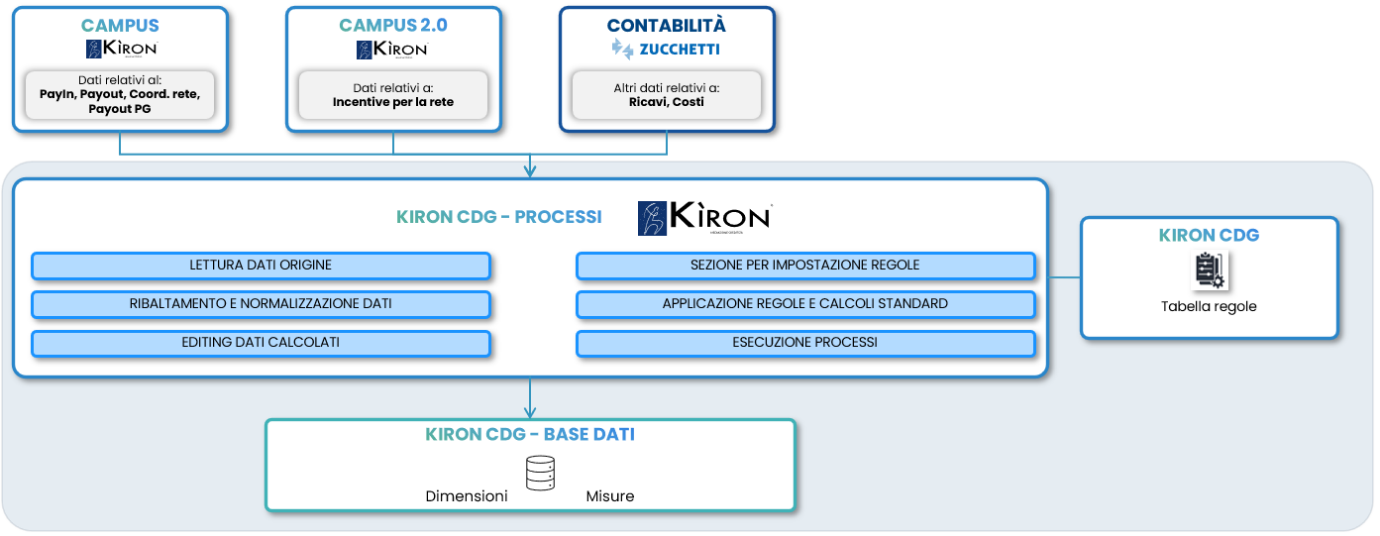 CAMPUS
Kìron
Dati relativi al:
PayIn, Payout, Coord. rete,
Payout PG
CAMPUS 2.0
Kìron
Dati relativi a:
Incentive per la rete
CONTABILITÀ
ZUCCHETTI
Altri dati relativi a:
Ricavi, Costi
KIRON CDG - PROCESSI
Kìron
LETTURA DATI ORIGINE
RIBALTAMENTO E NORMALIZZAZIONE DATI
EDITING DATI CALCOLATI
SEZIONE PER IMPOSTAZIONE REGOLE
APPLICAZIONE REGOLE E CALCOLI STANDARD
ESECUZIONE PROCESSI
KIRON CDG
Tabella regole
KIRON CDG - BASE DATI
Dimensioni Misure